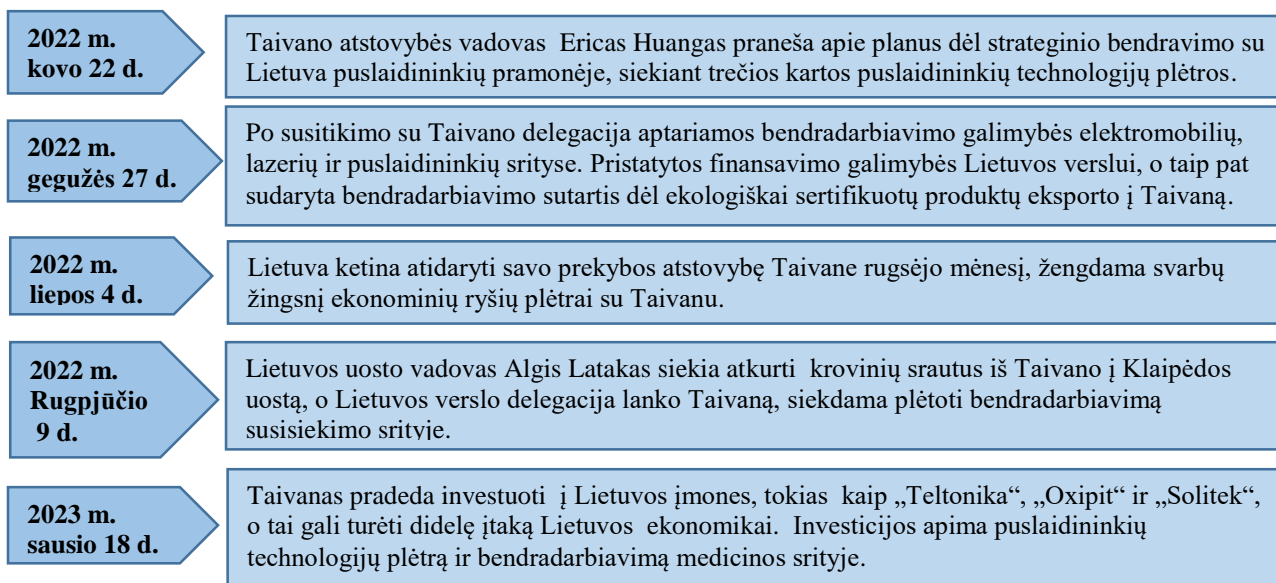 2022 m.
kovo 22 d.
Taivano atstovybės vadovas Ericas Huangas praneša apie planus dėl strateginio bendravimo su
Lietuva puslaidininkių pramonėje, siekiant trečios kartos puslaidininkių technologijų plėtros.
2022 m.
gegužės 27 d.
Po susitikimo su Taivano delegacija aptariamos bendradarbiavimo galimybės elektromobilių,
lazerių ir puslaidininkių srityse. Pristatytos finansavimo galimybės Lietuvos verslui, o taip pat
sudaryta bendradarbiavimo sutartis dėl ekologiškai sertifikuotų produktų eksporto į Taivaną.
2022 m.
liepos 4 d.
Lietuva ketina atidaryti savo prekybos atstovybę Taivane rugsėjo mėnesį, žengdama svarbų
žingsnį ekonominių ryšių plėtrai su Taivanu.
2022 m.
Rugpjūčio
9 d.
Lietuvos uosto vadovas Algis Latakas siekia atkurti krovinių srautus iš Taivano į Klaipėdos
uostą, o Lietuvos verslo delegacija lanko Taivaną, siekdama plėtoti bendradarbiavimą
susisiekimo srityje.
2023 m.
sausio 18 d.
Taivanas pradeda investuoti į Lietuvos įmones, tokias kaip „Teltonika“, „Oxipit“ ir „Solitek“,
o tai gali turėti didelę įtaką Lietuvos ekonomikai. Investicijos apima puslaidininkių
technologijų plėtrą ir bendradarbiavimą medicinos srityje.